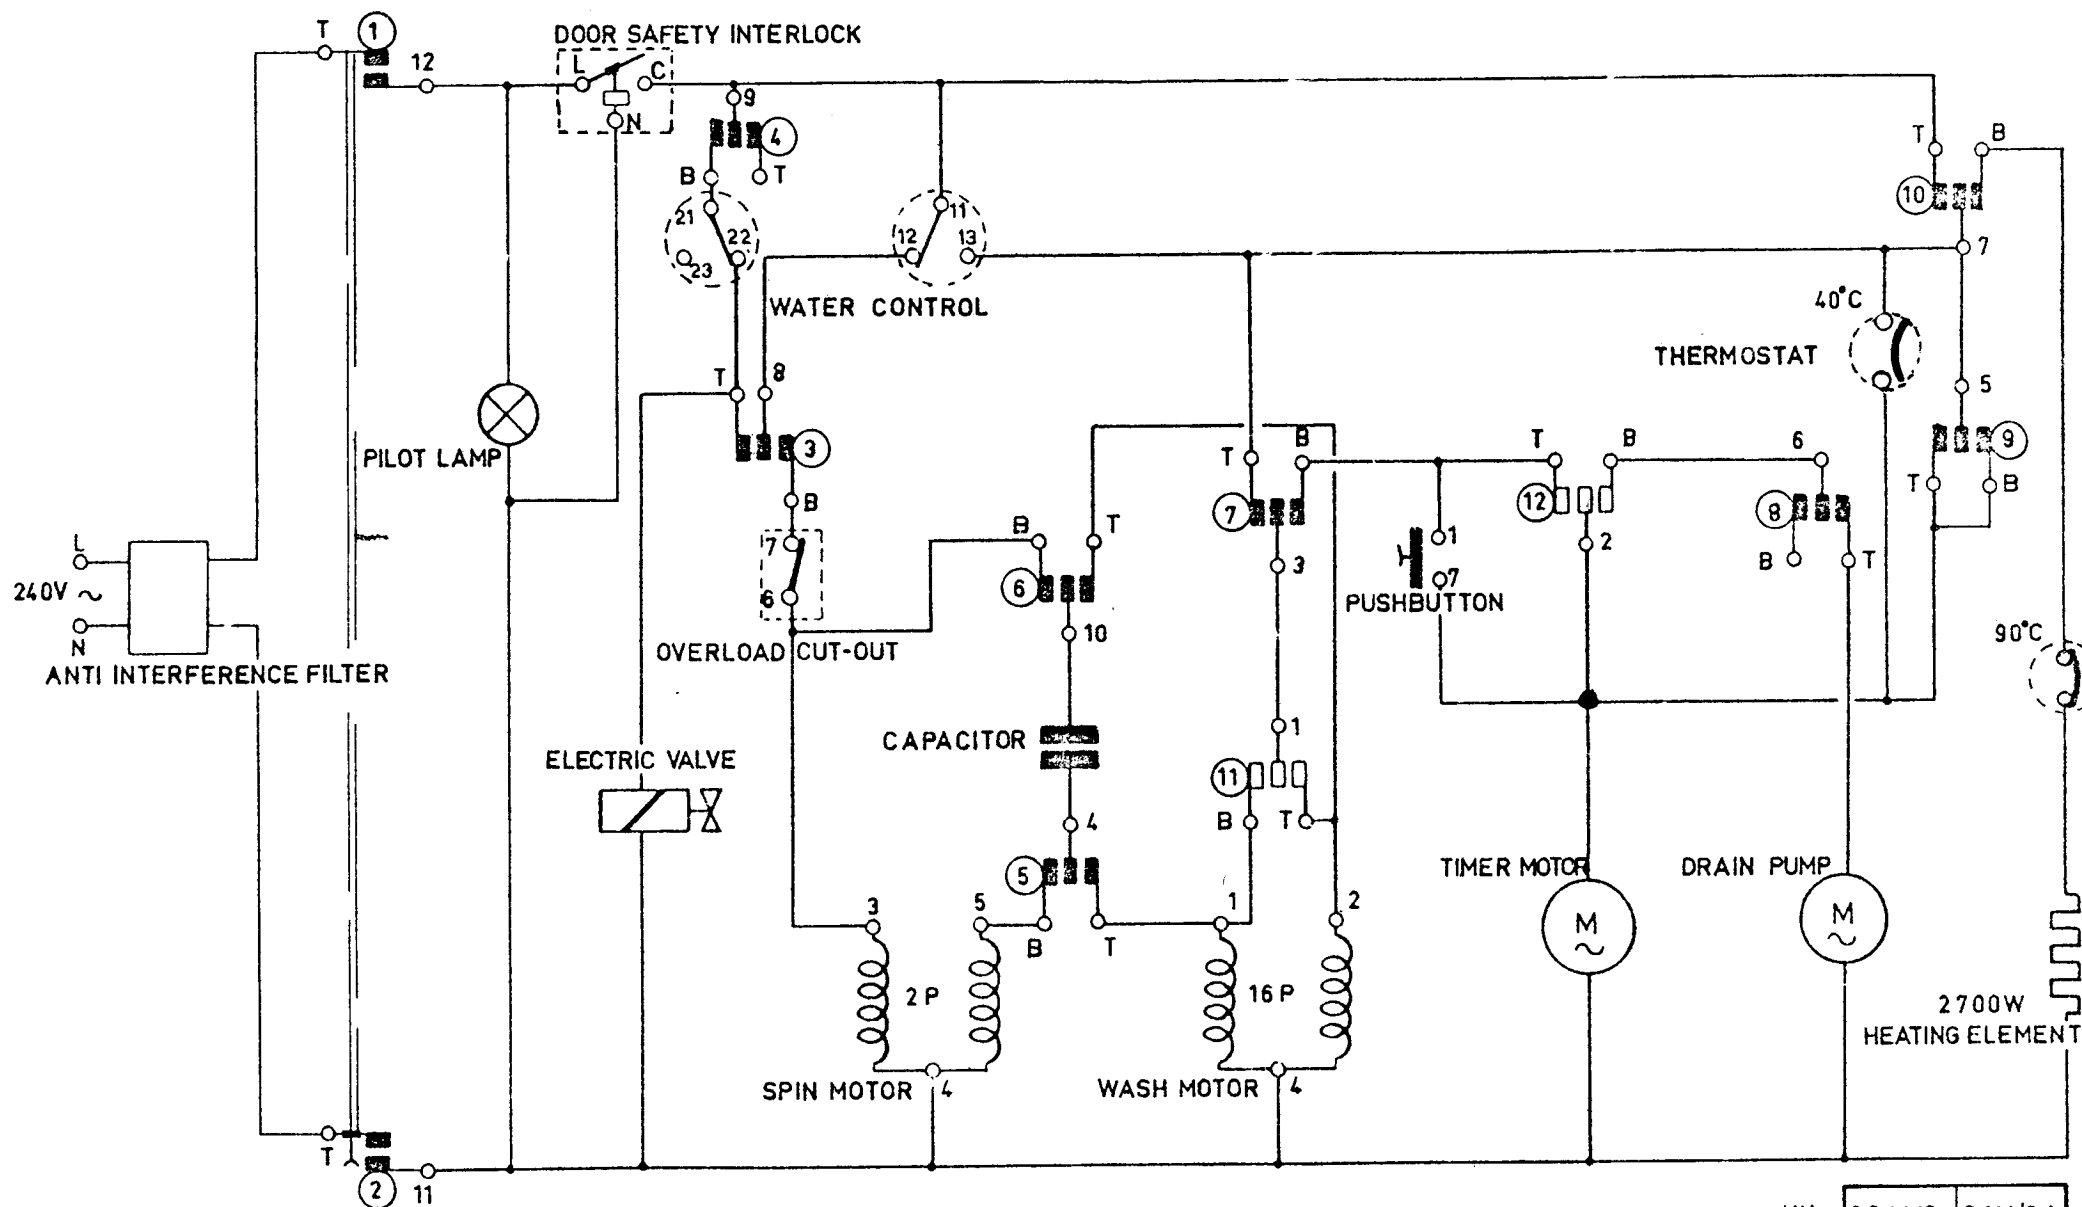 T
1
12
DOOR SAFETY INTERLOCK
L
C
N
9
4
B
T
21
22
23
11
12
13
WATER CONTROL
T
B
10
7
40°C
THERMOSTAT
5
9
T
B
T
8
3
B
PILOT LAMP
7
6
OVERLOAD CUT-OUT
B
T
6
10
T
B
7
3
T
B
12
2
6
8
B
T
1
7
PUSHBUTTON
L
240V ~
N
ANTI INTERFERENCE FILTER
90°C
CAPACITOR
4
5
B
T
1
11
B
T
ELECTRIC VALVE
TIMER MOTOR
M
~
DRAIN PUMP
M
~
3
5
1
2
2P
16P
2700W
HEATING ELEMENT
SPIN MOTOR
4
WASH MOTOR
4
T
2
11